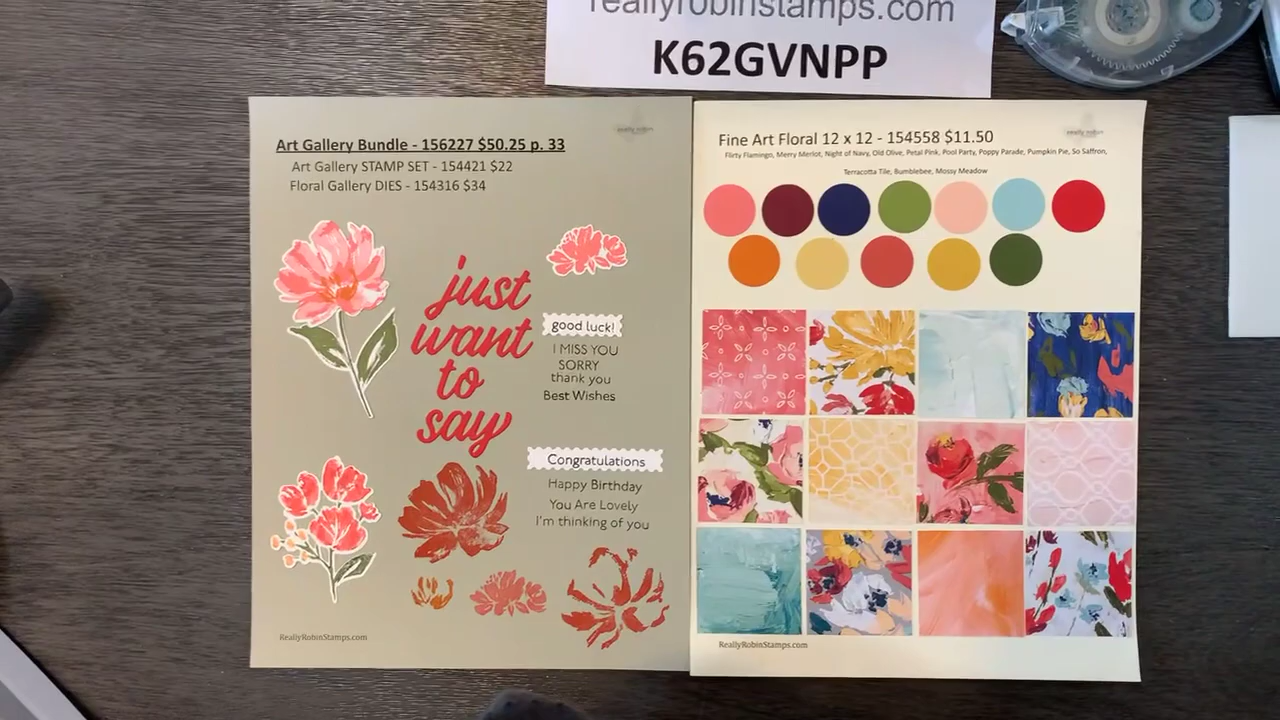 reallyrobinstamps.com
K62GVNPP
Art Gallery Bundle - 156227 $50.25 p. 33
Art Gallery STAMP SET - 154421 $22
Floral Gallery DIES - 154316 $34
just
want
to
say
good luck!
I MISS YOU
SORRY
thank you
Best Wishes
Congratulations
Happy Birthday
You Are Lovely
I'm thinking of you
ReallyRobinStamps.com
Fine Art Floral 12 x 12 - 154558 $11.50
Flirty Flamingo, Merry Merlot, Night of Navy, Old Olive, Petal Pink, Pool Party, Poppy Parade, Pumpkin Pie, So Saffron,
Terracotta Tile, Bumblebee, Mossy Meadow
ReallyRobinStamps.com